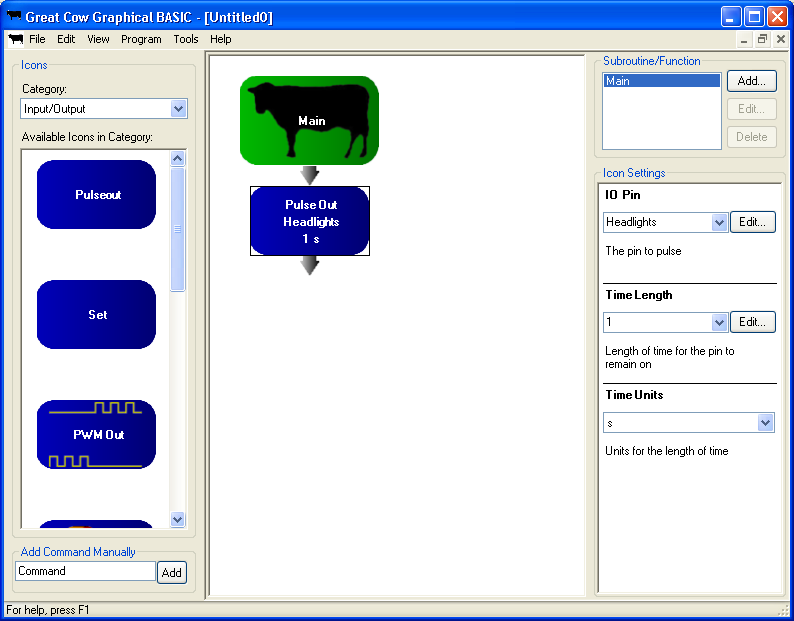 Great Cow Graphical BASIC - [Untitled0]
File Edit View Program Tools Help
Icons
Category:
Input/Output
Available Icons in Category:
Pulseout
Set
PWM Out
Add Command Manually
Command
Add
Main
Pulse Out
Headlights
1 s
Subroutine/Function
Main
Add...
Edit...
Delete
Icon Settings
IO Pin
Headlights
Edit...
The pin to pulse
Time Length
1
Edit...
Length of time for the pin to
remain on
Time Units
s
Units for the length of time
For help, press F1